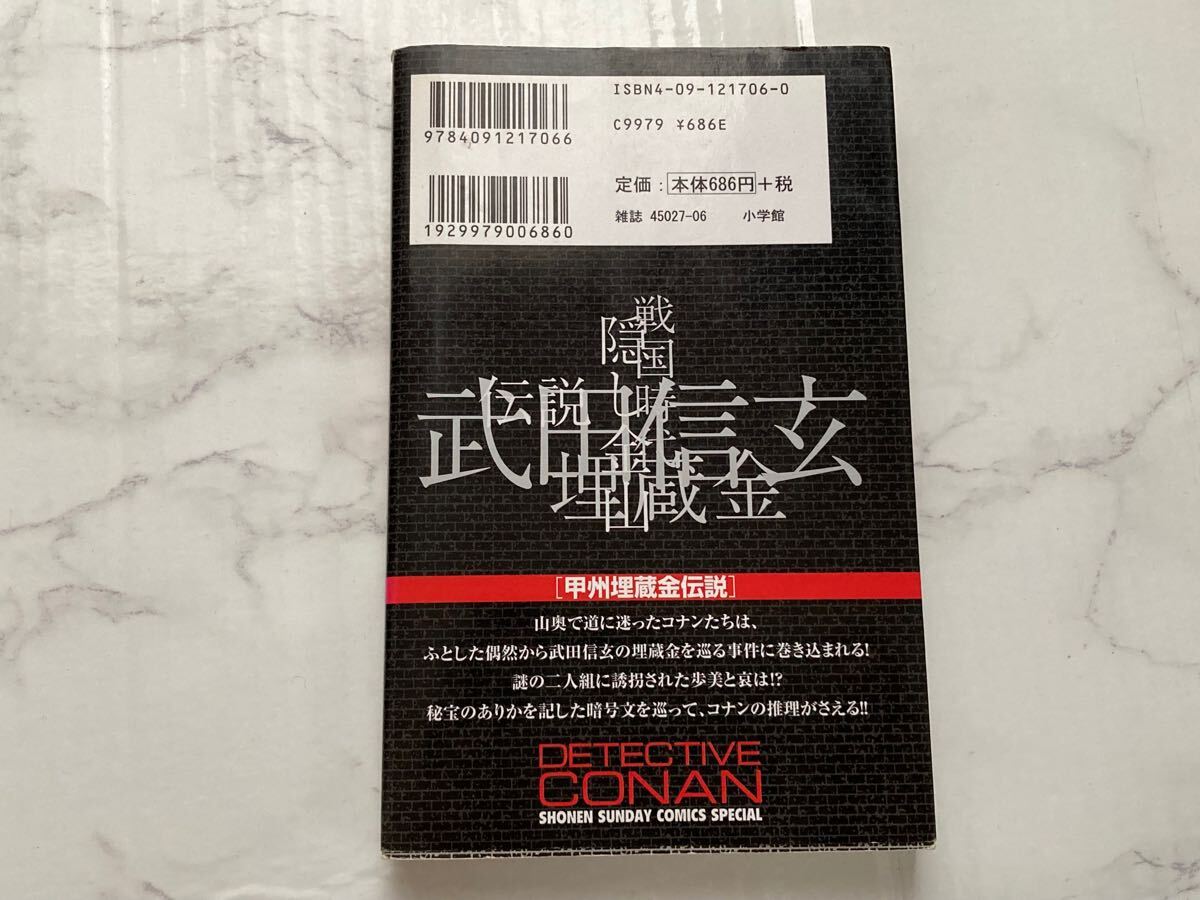 ISBN4-09-121706-0
9784091217066
C9979 ¥686E
定価：本体686円＋税
1929979006860
雑誌 45027-06 小学館
戦国時
隠し金山
伝説
武田信玄
埋蔵金
［甲州埋蔵金伝説］
山奥で道に迷ったコナンたちは、
ふとした偶然から武田信玄の埋蔵金を巡る事件に巻き込まれる!
謎の二人組に誘拐された歩美と哀は!?
秘宝のありかを記した暗号文を巡って、コナンの推理がさえる!!
DETECTIVE
CONAN
SHONEN SUNDAY COMICS SPECIAL